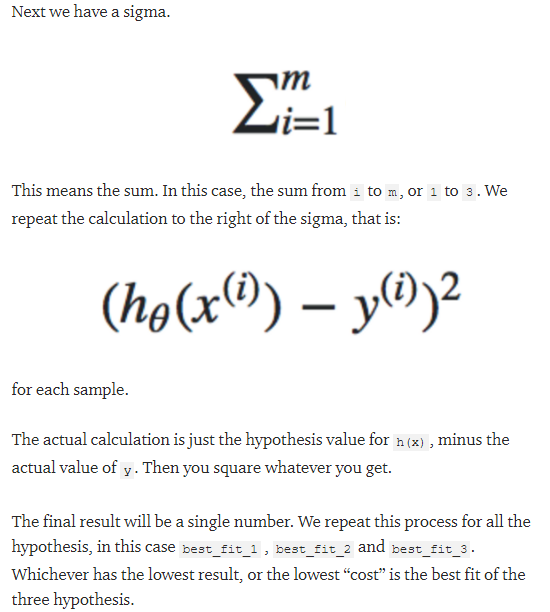 Next we have a sigma.
∑ᵐᵢ₌₁
This means the sum. In this case, the sum from i to m, or 1 to 3. We
repeat the calculation to the right of the sigma, that is:
(hθ(x⁽ⁱ⁾) − y⁽ⁱ⁾)²
for each sample.
The actual calculation is just the hypothesis value for h(x), minus the
actual value of y. Then you square whatever you get.
The final result will be a single number. We repeat this process for all the
hypothesis, in this case best_fit_1, best_fit_2 and best_fit_3.
Whichever has the lowest result, or the lowest “cost” is the best fit of the
three hypothesis.